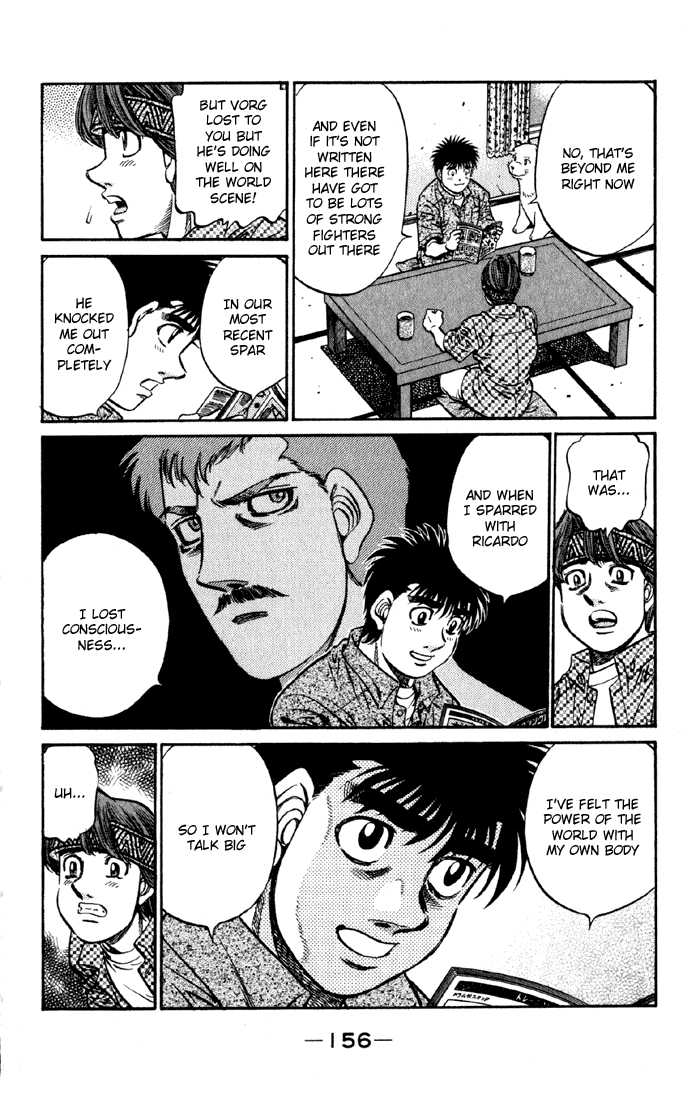 NO, THAT'S
BEYOND ME
RIGHT NOW
AND EVEN
IF IT'S NOT
WRITTEN
HERE THERE
HAVE GOT
TO BE LOTS
OF STRONG
FIGHTERS
OUT THERE
BUT VORG
LOST TO
YOU BUT
HE'S DOING
WELL ON
THE WORLD
SCENE!
IN OUR
MOST
RECENT
SPAR
HE
KNOCKED
ME OUT
COM-
PLETELY
THAT
WAS...
AND WHEN
I SPARRED
WITH
RICARDO
I LOST
CONSCIOUS-
NESS...
I'VE FELT THE
POWER OF THE
WORLD WITH
MY OWN BODY
SO I WON'T
TALK BIG
UH...
—156—